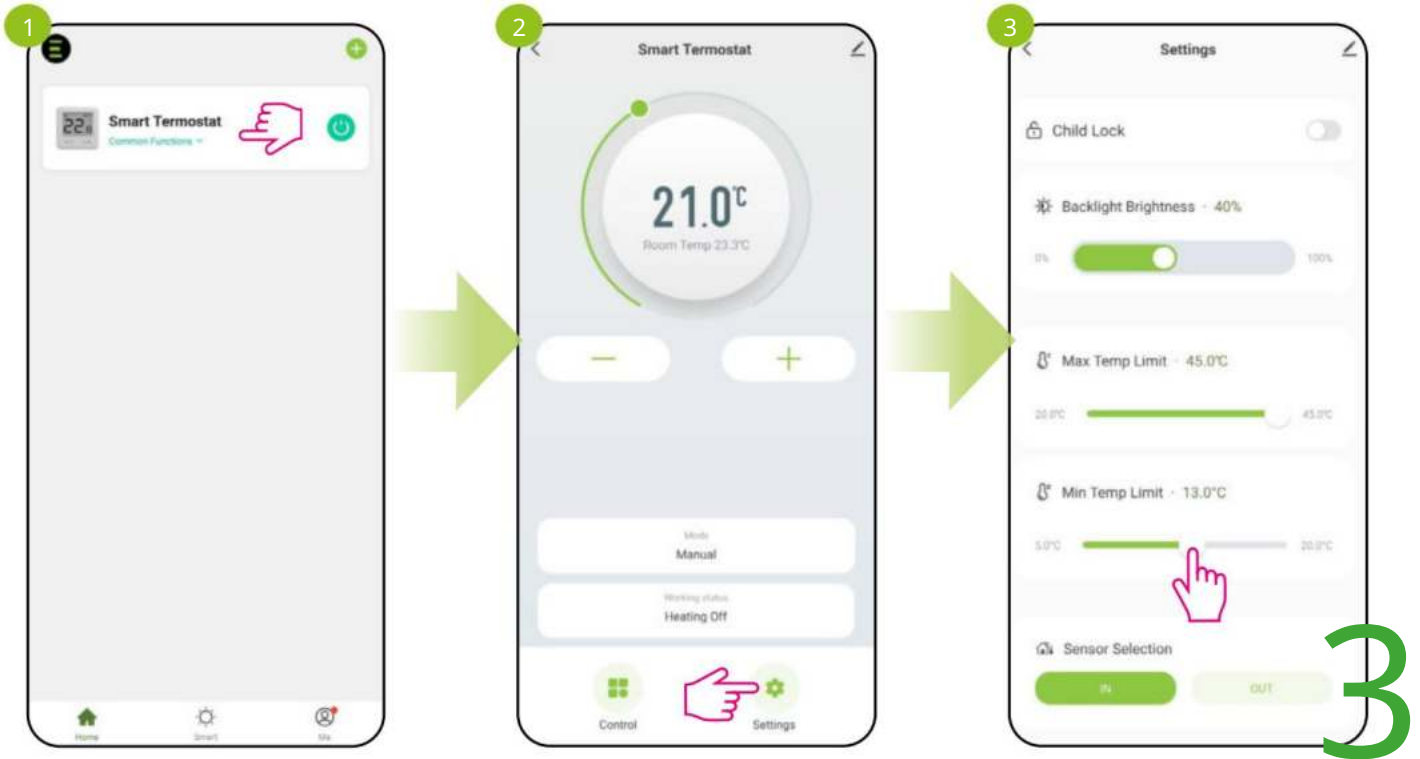 1
Smart Termostat
Common Functions
Home
Smart
Me
2
Smart Termostat
21.0℃
Room Temp 23.3℃
Mode
Manual
Working status
Heating Off
Control
Settings
3
Settings
Child Lock
Backlight Brightness · 40%
0%
100%
Max Temp Limit · 45.0℃
20.0℃
45.0℃
Min Temp Limit · 13.0°C
5.0°C
20.0°C
Sensor Selection
IN
OUT
3